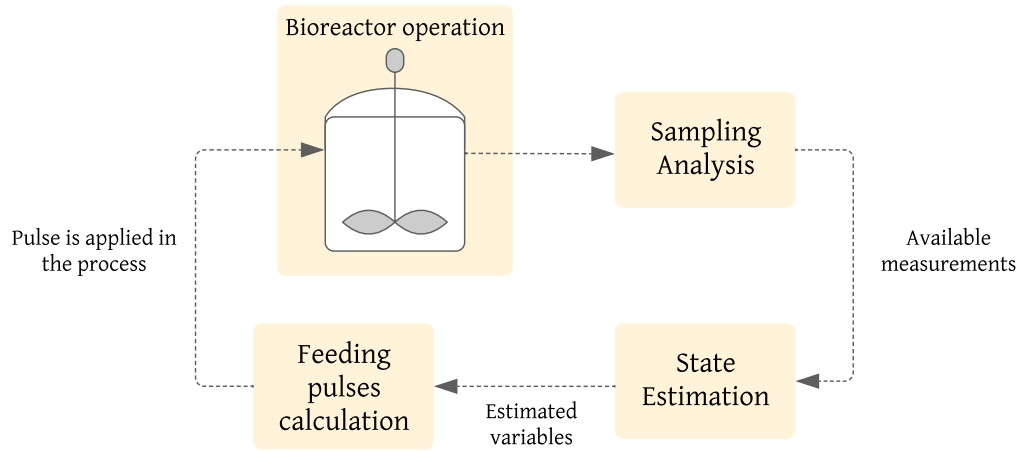 Bioreactor operation
Sampling
Analysis
Pulse is applied in
the process
Available
measurements
Feeding
pulses
calculation
State
Estimation
Estimated
variables